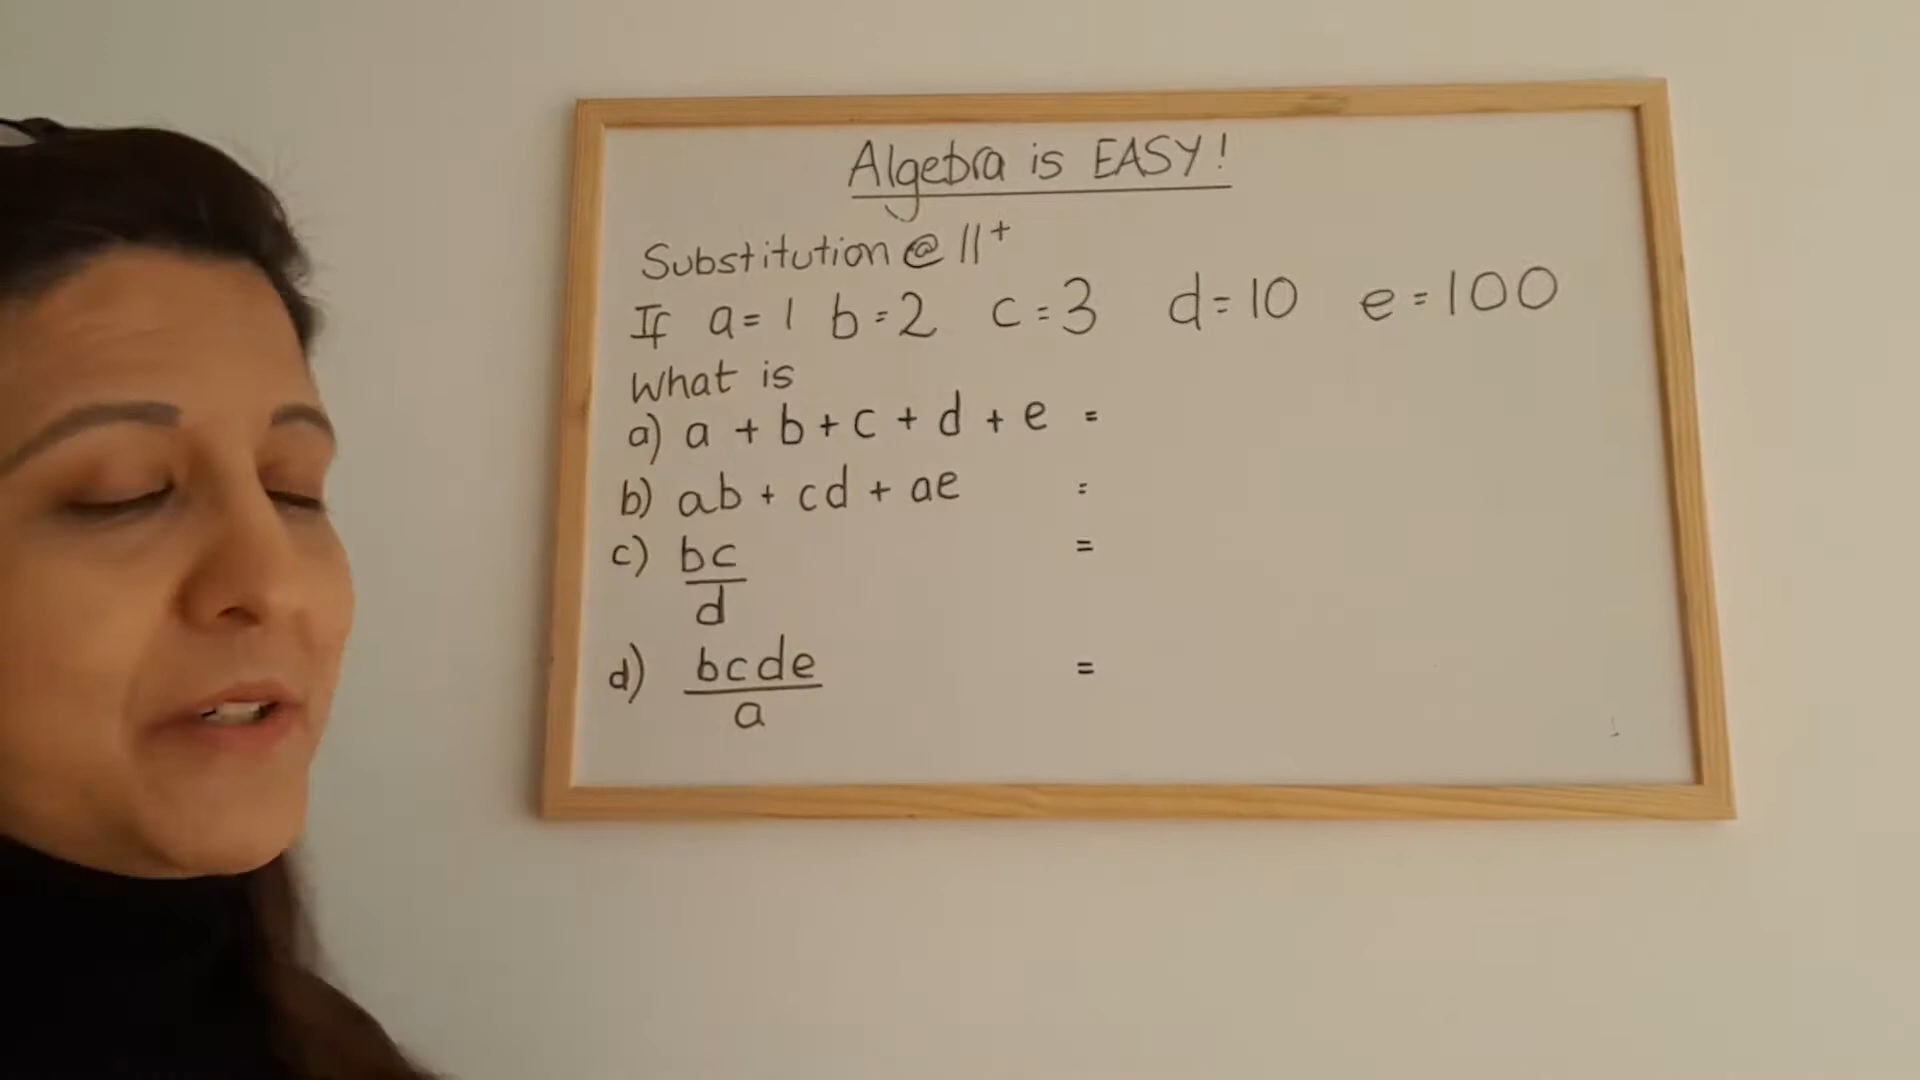 Algebra is EASY!
Substitution @ 11+
If a = 1 b = 2 c = 3 d = 10 e = 100
What is
a) a + b + c + d + e =
b) ab + cd + ae =
c) bc =
d
d) bcde =
a